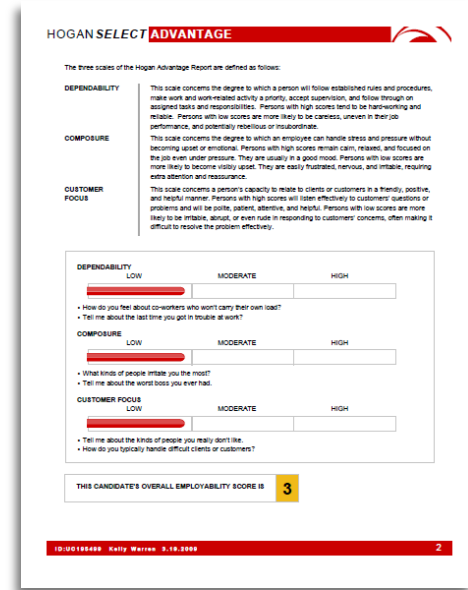 HOGAN SELECT ADVANTAGE
The three scales of the Hogan Advantage Report are defined as follows:
DEPENDABILITY
This scale concerns the degree to which a person will follow established rules and procedures,
make work and work-related activity a priority, accept supervision, and follow through on
assigned tasks and responsibilities. Persons with high scores tend to be hard-working and
reliable. Persons with low scores are more likely to be careless, uneven in their job
performance, and potentially rebellious or insubordinate.
COMPOSURE
This scale concerns the degree to which an employee can handle stress and pressure without
becoming upset or emotional. Persons with high scores remain calm, relaxed, and focused on
the job even under pressure. They are usually in a good mood. Persons with low scores are
more likely to become visibly upset. They are easily frustrated, nervous, and irritable, requiring
extra attention and reassurance.
CUSTOMER
FOCUS
This scale concerns a person's capacity to relate to clients or customers in a friendly, positive,
and helpful manner. Persons with high scores will listen effectively to customers' questions or
problems and will be polite, patient, attentive, and helpful. Persons with low scores are more
likely to be irritable, abrupt, or even rude in responding to customers' concerns, often making it
difficult to resolve the problem effectively.
DEPENDABILITY
LOW MODERATE HIGH
• How do you feel about co-workers who won't carry their own load?
• Tell me about the last time you got in trouble at work?
COMPOSURE
LOW MODERATE HIGH
• What kinds of people irritate you the most?
• Tell me about the worst boss you ever had.
CUSTOMER FOCUS
LOW MODERATE HIGH
• Tell me about the kinds of people you really don't like.
• How do you typically handle difficult clients or customers?
THIS CANDIDATE'S OVERALL EMPLOYABILITY SCORE IS 3
ID:UC195499 Kelly Warren 3.19.2009 2